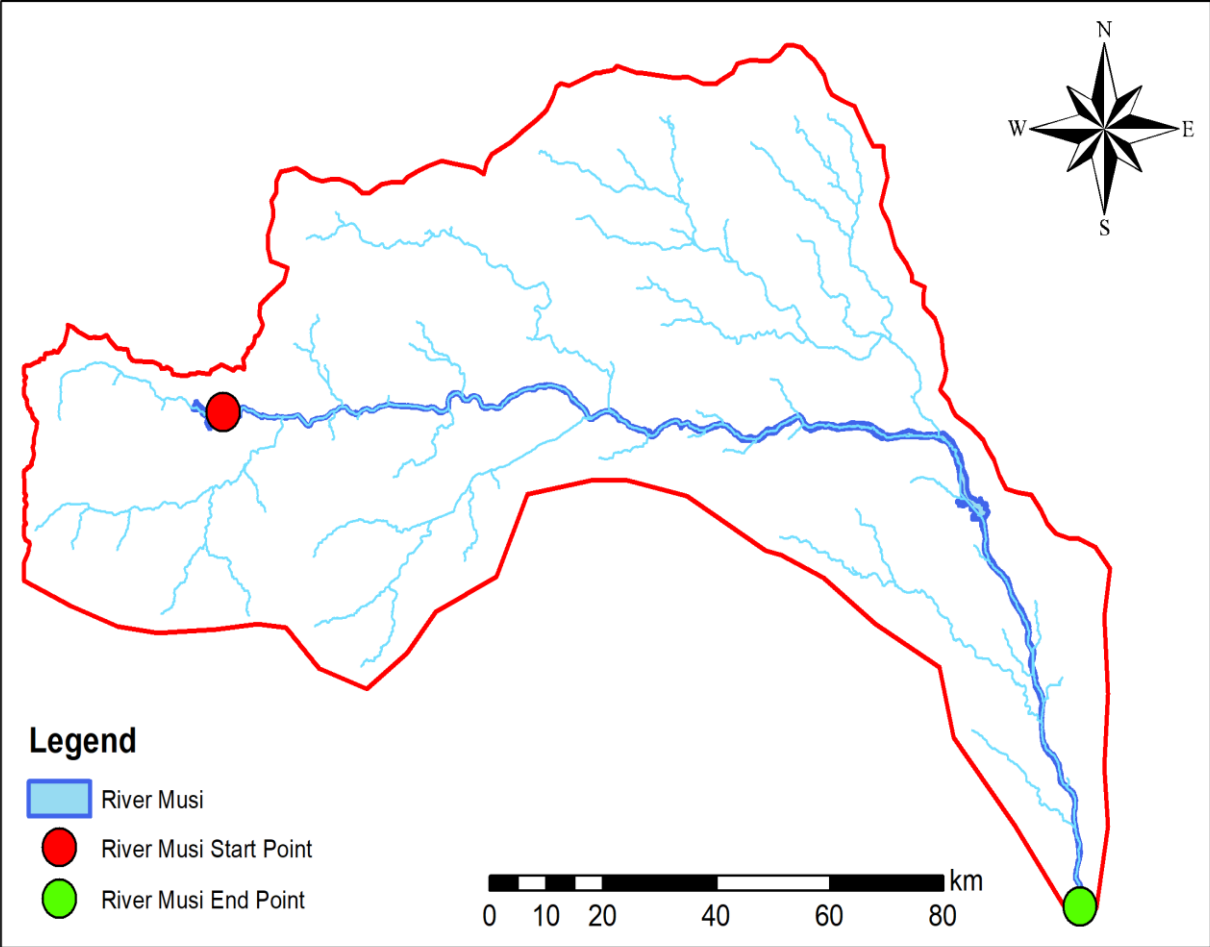 N
W E
S
Legend
River Musi
River Musi Start Point
River Musi End Point
km
0 10 20 40 60 80